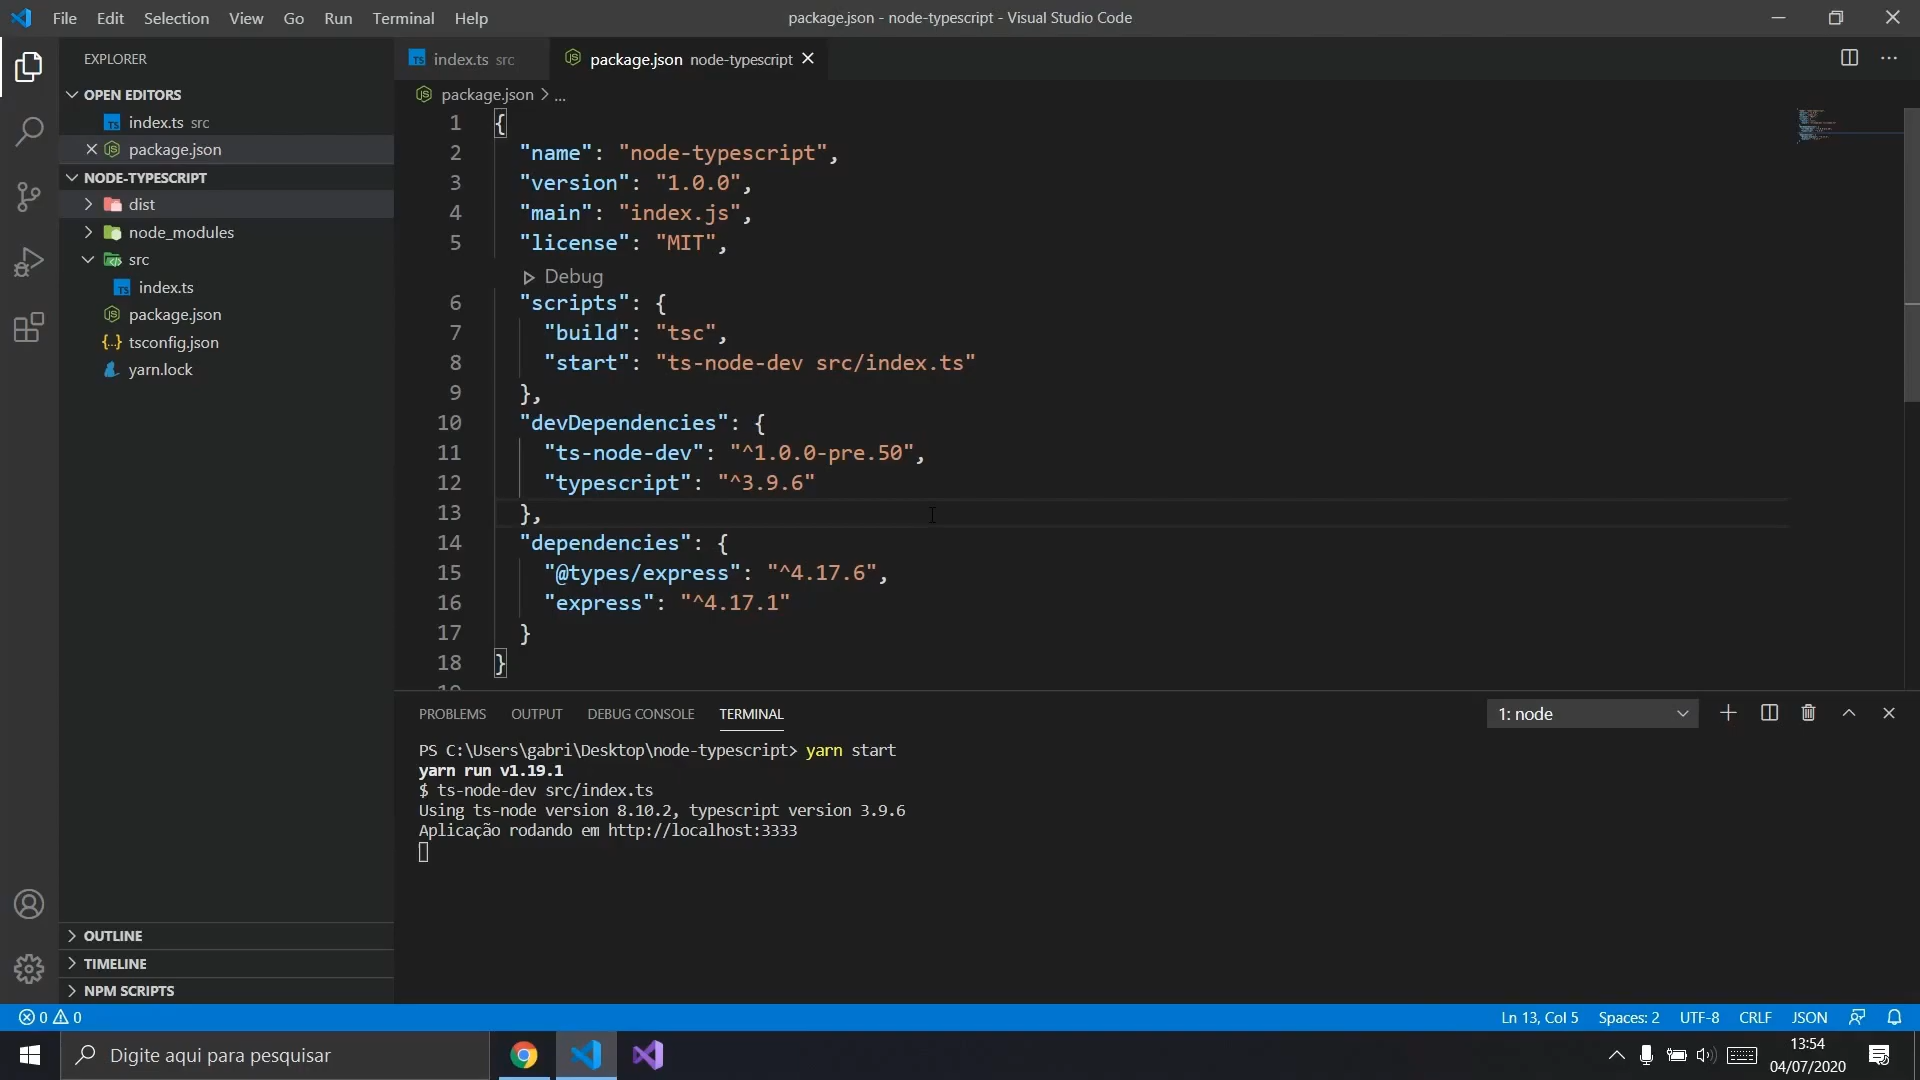 File Edit Selection View Go Run Terminal Help
package.json - node-typescript - Visual Studio Code
EXPLORER
OPEN EDITORS
TS index.ts src
package.json
NODE-TYPESCRIPT
dist
node_modules
src
TS index.ts
package.json
{..} tsconfig.json
yarn.lock
OUTLINE
TIMELINE
NPM SCRIPTS
TS index.ts src
JS package.json node-typescript
package.json > ...
1 {
2 "name": "node-typescript",
3 "version": "1.0.0",
4 "main": "index.js",
5 "license": "MIT",
Debug
6 "scripts": {
7 "build": "tsc",
8 "start": "ts-node-dev src/index.ts"
9 },
10 "devDependencies": {
11 "ts-node-dev": "^1.0.0-pre.50",
12 "typescript": "^3.9.6"
13 },
14 "dependencies": {
15 "@types/express": "^4.17.6",
16 "express": "^4.17.1"
17 }
18 }
19
PROBLEMS OUTPUT DEBUG CONSOLE TERMINAL
1: node
PS C:\Users\gabri\Desktop\node-typescript> yarn start
yarn run v1.19.1
$ ts-node-dev src/index.ts
Using ts-node version 8.10.2, typescript version 3.9.6
Aplicação rodando em http://localhost:3333
0 0
Ln 13, Col 5 Spaces: 2 UTF-8 CRLF JSON
Digite aqui para pesquisar
13:54
04/07/2020